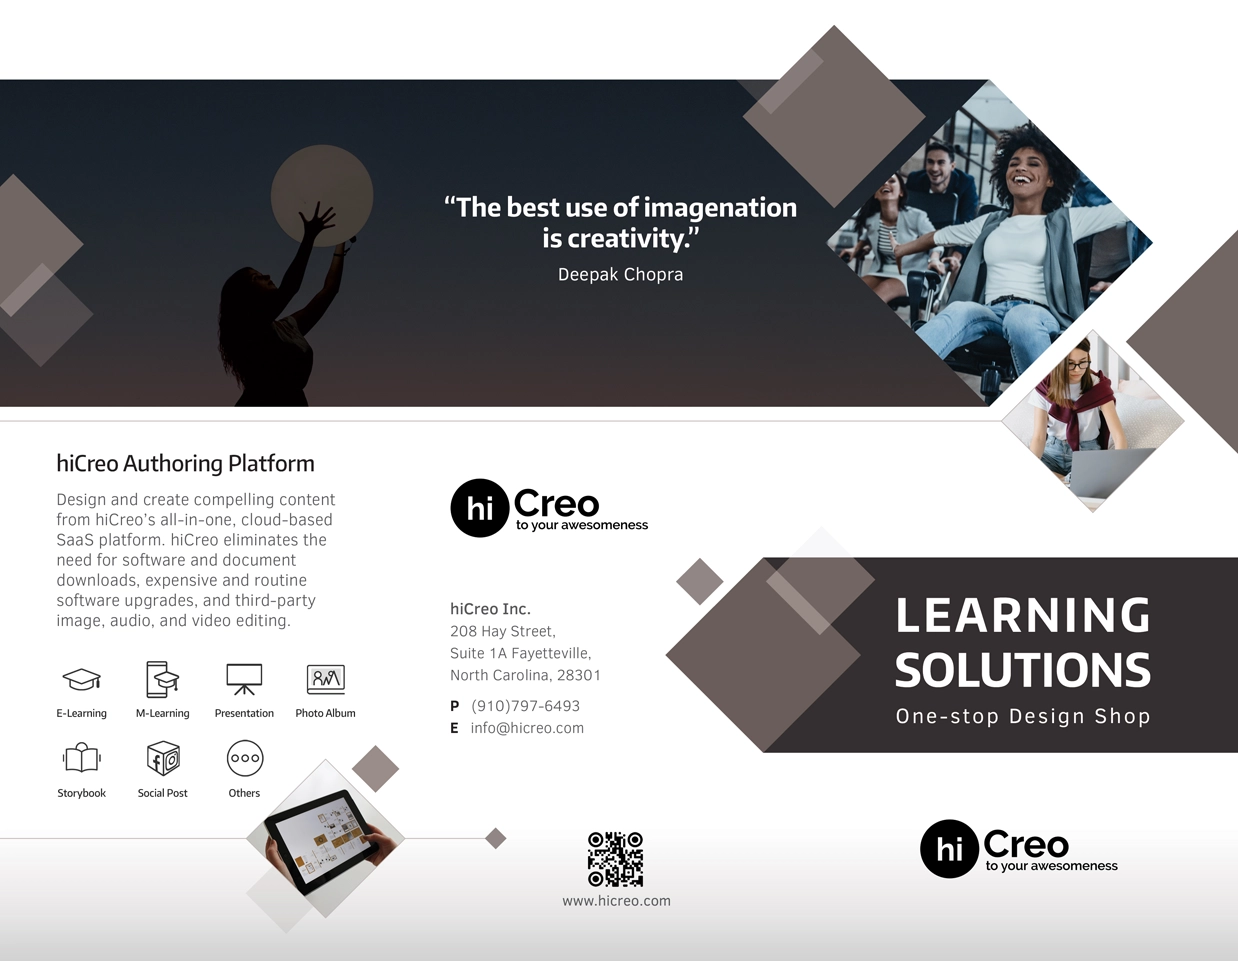 “The best use of imagenation
is creativity.”
Deepak Chopra
hiCreo Authoring Platform
Design and create compelling content
from hiCreo’s all-in-one, cloud-based
SaaS platform. hiCreo eliminates the
need for software and document
downloads, expensive and routine
software upgrades, and third-party
image, audio, and video editing.
E-Learning
M-Learning
Presentation
Photo Album
Storybook
Social Post
Others
hi Creo
to your awesomeness
hiCreo Inc.
208 Hay Street,
Suite 1A Fayetteville,
North Carolina, 28301
P (910)797-6493
E info@hicreo.com
www.hicreo.com
LEARNING
SOLUTIONS
One-stop Design Shop
hi Creo
to your awesomeness